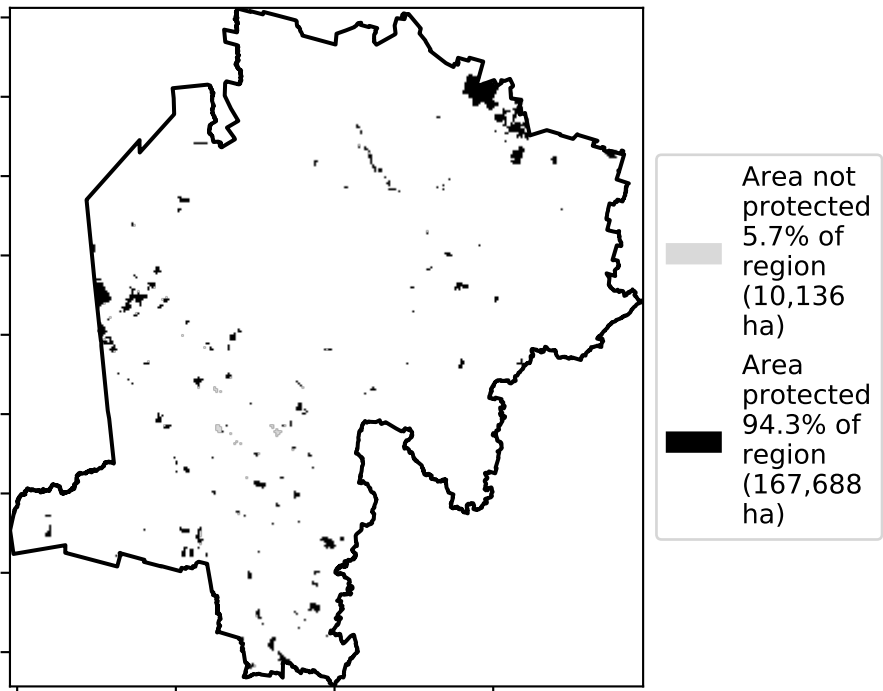 Area not
protected
5.7% of
region
(10,136
ha)
Area
protected
94.3% of
region
(167,688
ha)